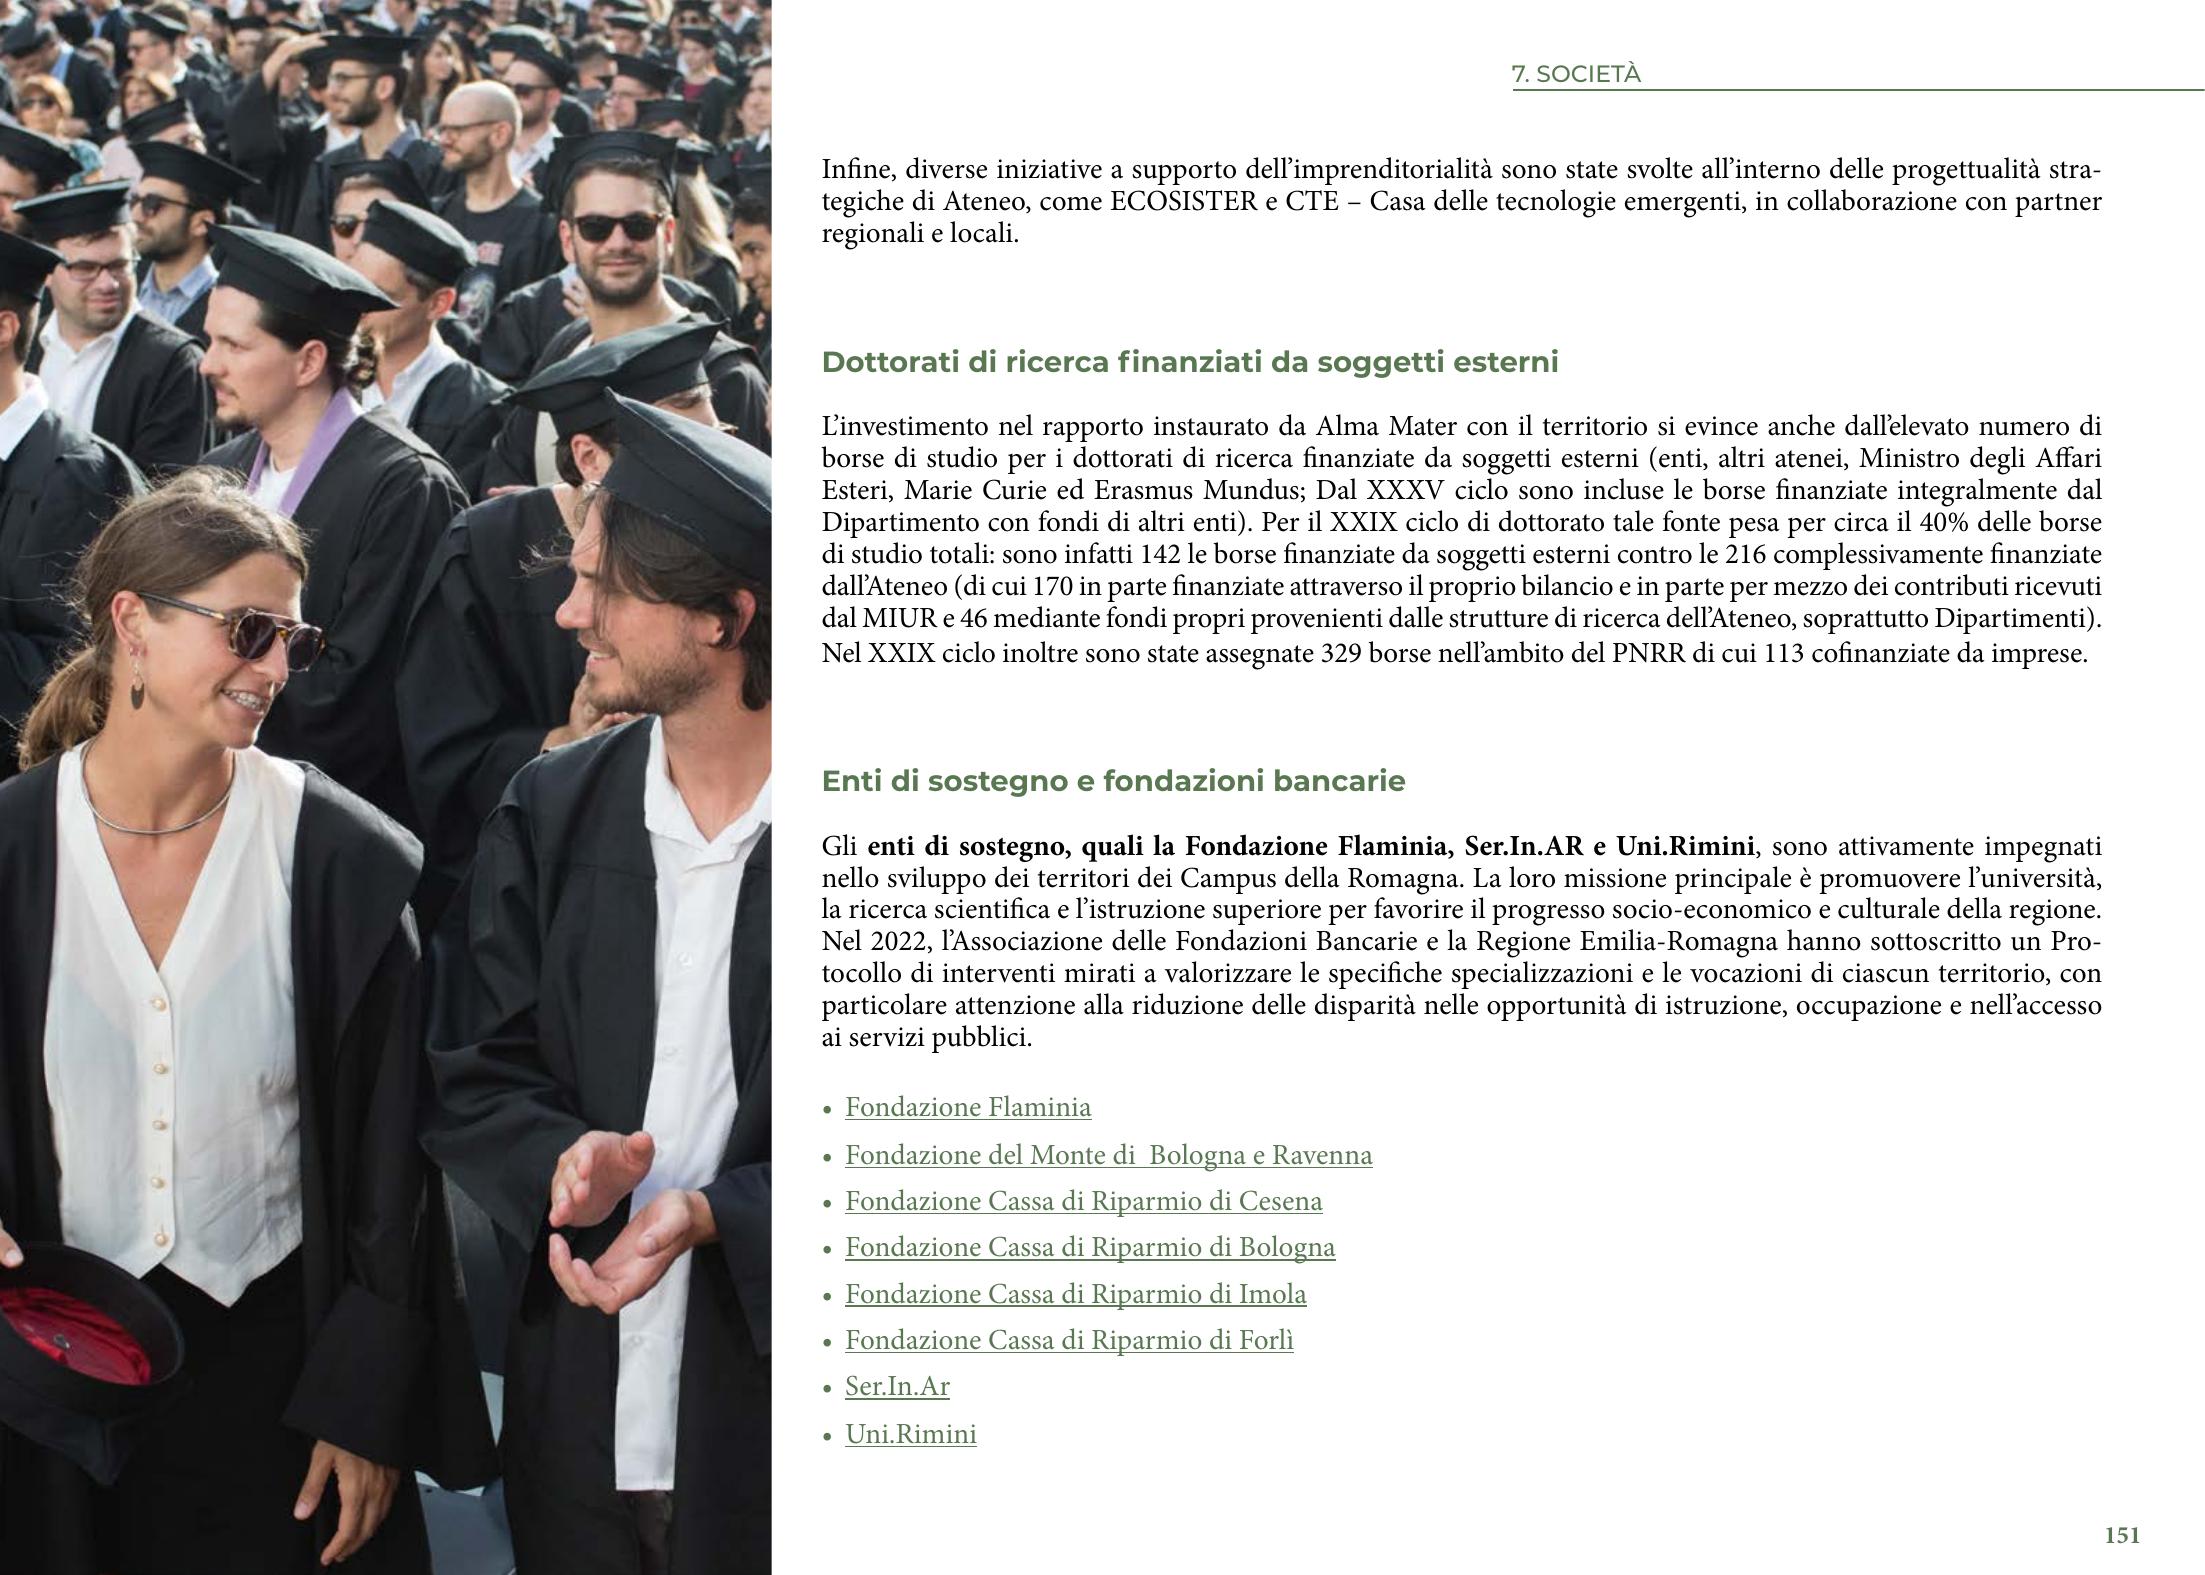 7. SOCIETÀ
Infine, diverse iniziative a supporto dell'imprenditorialità sono state svolte all'interno delle progettualità stra-
tegiche di Ateneo, come ECOSISTER e CTE – Casa delle tecnologie emergenti, in collaborazione con partner
regionali e locali.
Dottorati di ricerca finanziati da soggetti esterni
L'investimento nel rapporto instaurato da Alma Mater con il territorio si evince anche dall'elevato numero di
borse di studio per i dottorati di ricerca finanziate da soggetti esterni (enti, altri atenei, Ministro degli Affari
Esteri, Marie Curie ed Erasmus Mundus; Dal XXXV ciclo sono incluse le borse finanziate integralmente dal
Dipartimento con fondi di altri enti). Per il XXIX ciclo di dottorato tale fonte pesa per circa il 40% delle borse
di studio totali: sono infatti 142 le borse finanziate da soggetti esterni contro le 216 complessivamente finanziate
dall'Ateneo (di cui 170 in parte finanziate attraverso il proprio bilancio e in parte per mezzo dei contributi ricevuti
dal MIUR e 46 mediante fondi propri provenienti dalle strutture di ricerca dell'Ateneo, soprattutto Dipartimenti).
Nel XXIX ciclo inoltre sono state assegnate 329 borse nell'ambito del PNRR di cui 113 cofinanziate da imprese.
Enti di sostegno e fondazioni bancarie
Gli enti di sostegno, quali la Fondazione Flaminia, Ser.In.AR e Uni.Rimini, sono attivamente impegnati
nello sviluppo dei territori dei Campus della Romagna. La loro missione principale è promuovere l'università,
la ricerca scientifica e l'istruzione superiore per favorire il progresso socio-economico e culturale della regione.
Nel 2022, l'Associazione delle Fondazioni Bancarie e la Regione Emilia-Romagna hanno sottoscritto un Pro-
tocollo di interventi mirati a valorizzare le specifiche specializzazioni e le vocazioni di ciascun territorio, con
particolare attenzione alla riduzione delle disparità nelle opportunità di istruzione, occupazione e nell'accesso
ai servizi pubblici.
• Fondazione Flaminia
• Fondazione del Monte di  Bologna e Ravenna
• Fondazione Cassa di Riparmio di Cesena
• Fondazione Cassa di Riparmio di Bologna
• Fondazione Cassa di Riparmio di Imola
• Fondazione Cassa di Riparmio di Forlì
• Ser.In.Ar
• Uni.Rimini
151